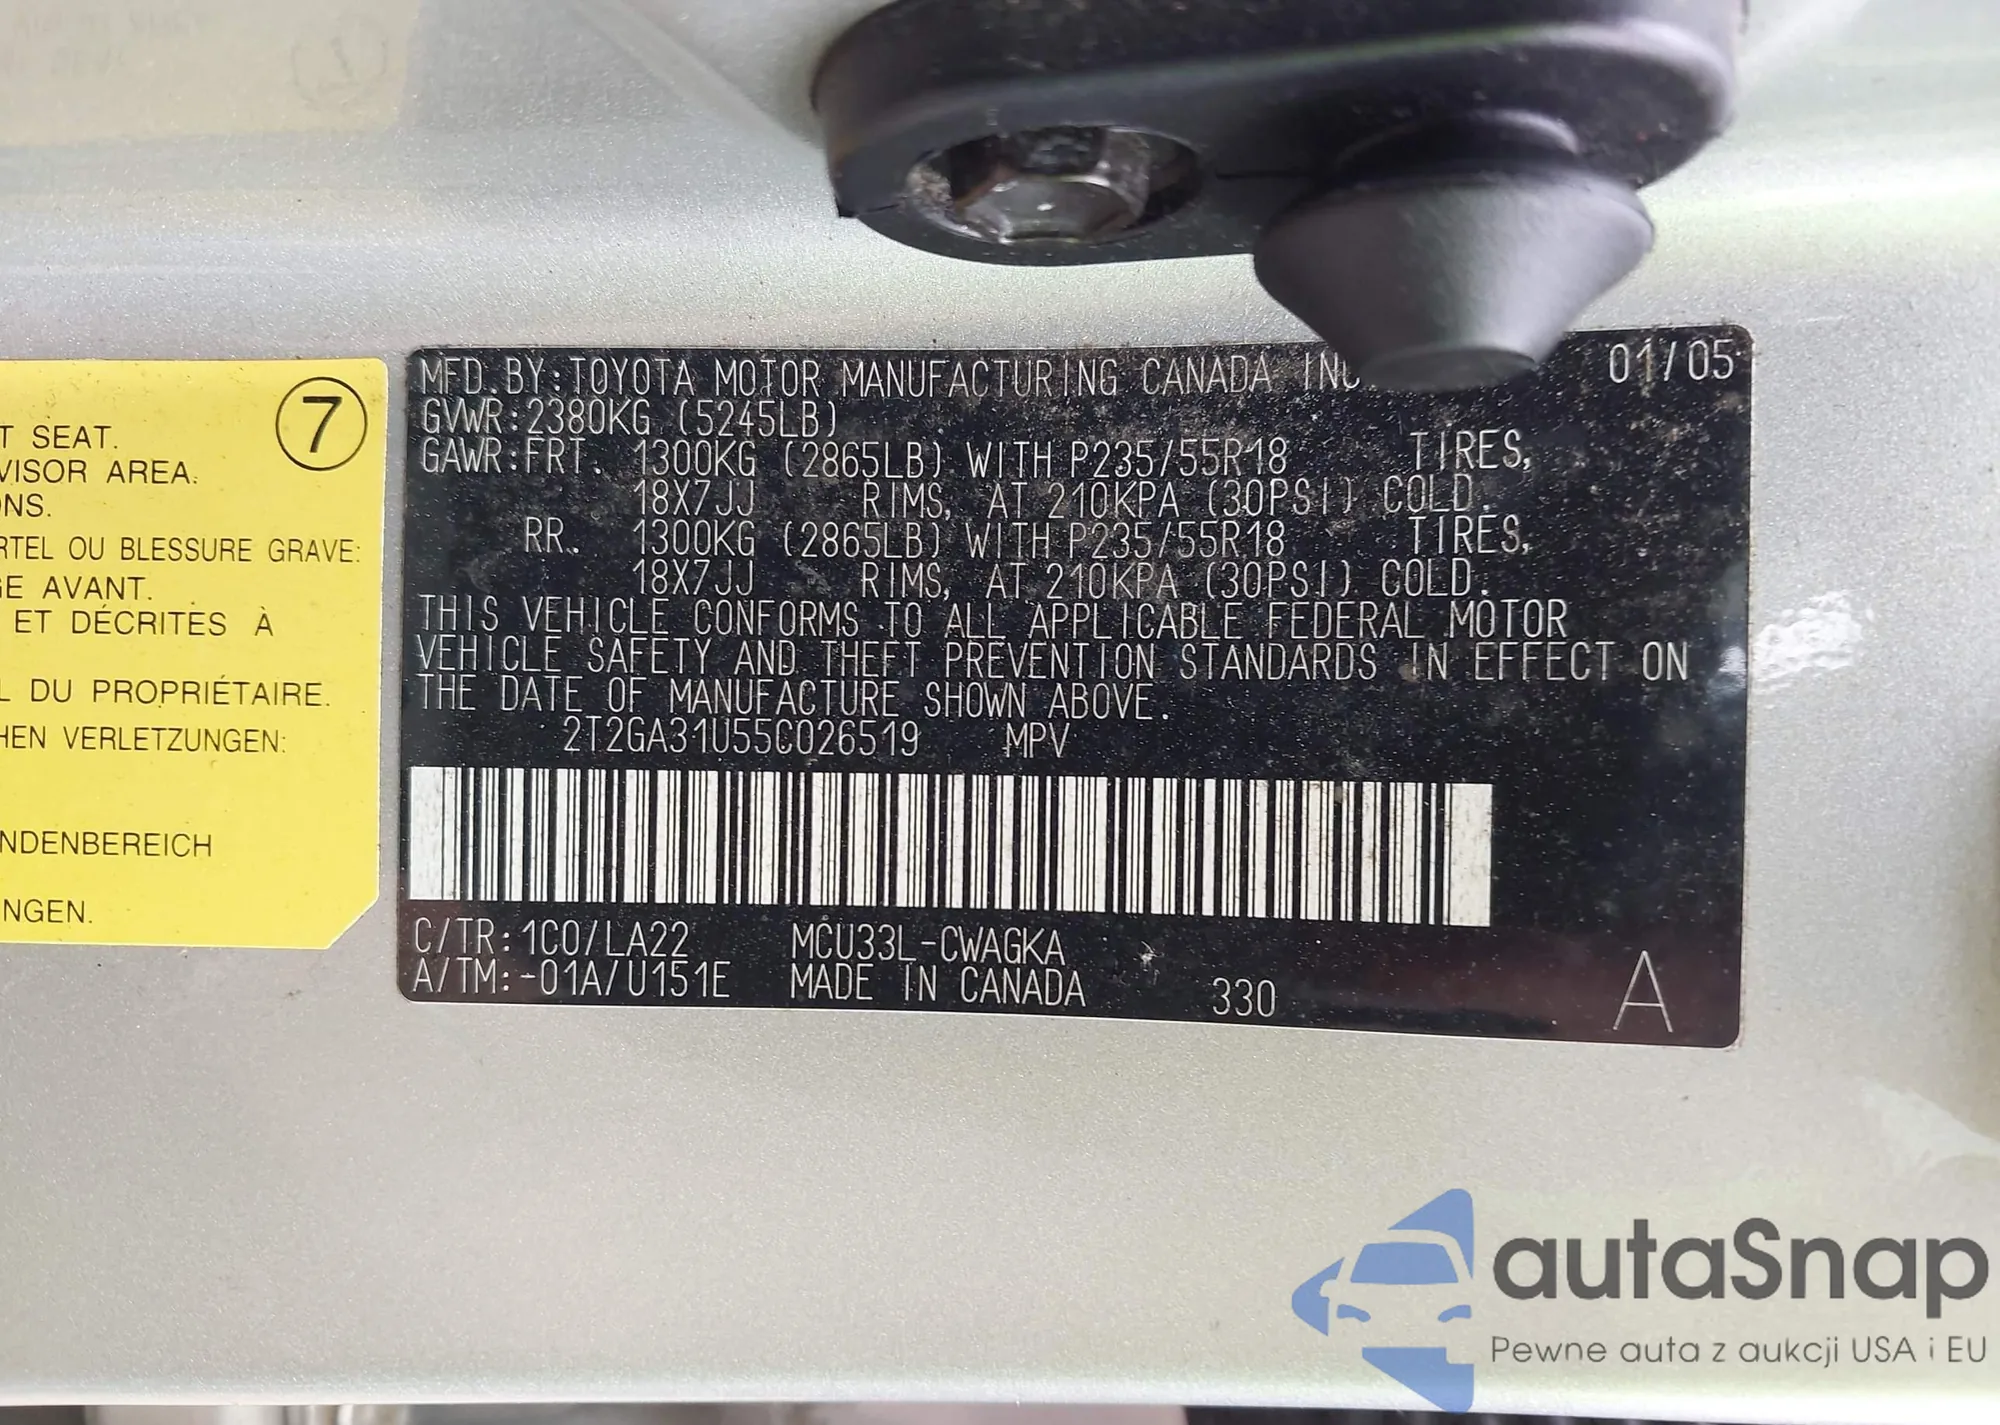 T SEAT.
VISOR AREA.
ONS.
RTEL OU BLESSURE GRAVE:
GE AVANT.
ET DÉCRITES À
L DU PROPRIÉTAIRE.
HEN VERLETZUNGEN:
NDENBEREICH
NGEN.
7
MFD.BY:TOYOTA MOTOR MANUFACTURING CANADA INC 01/05
GVWR:2380KG (5245LB)
GAWR:FRT. 1300KG (2865LB) WITH P235/55R18 TIRES,
18X7JJ RIMS, AT 210KPA (30PSI) COLD.
RR. 1300KG (2865LB) WITH P235/55R18 TIRES,
18X7JJ RIMS, AT 210KPA (30PSI) COLD.
THIS VEHICLE CONFORMS TO ALL APPLICABLE FEDERAL MOTOR
VEHICLE SAFETY AND THEFT PREVENTION STANDARDS IN EFFECT ON
THE DATE OF MANUFACTURE SHOWN ABOVE.
2T2GA31U55C026519 MPV
C/TR:1C0/LA22 MCU33L-CWAGKA
A/TM:-01A/U151E MADE IN CANADA 330 A
autaSnap
Pewne auta z aukcji USA i EU